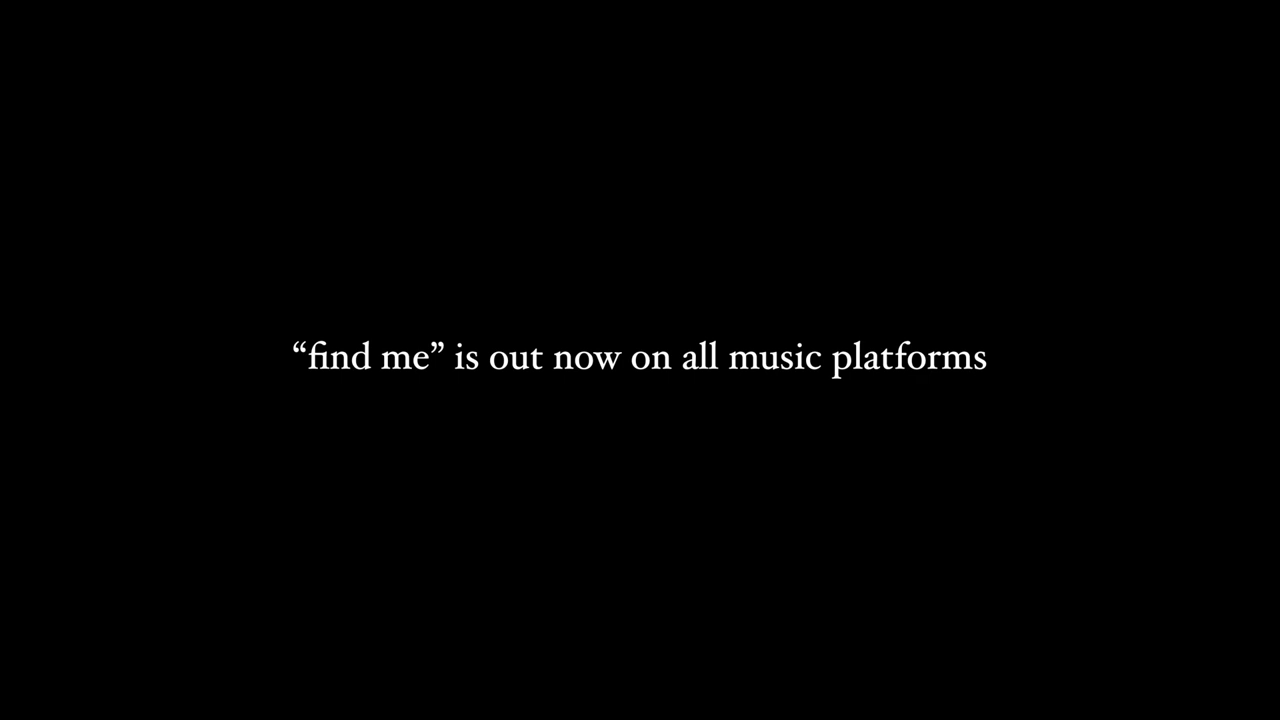 “find me” is out now on all music platforms